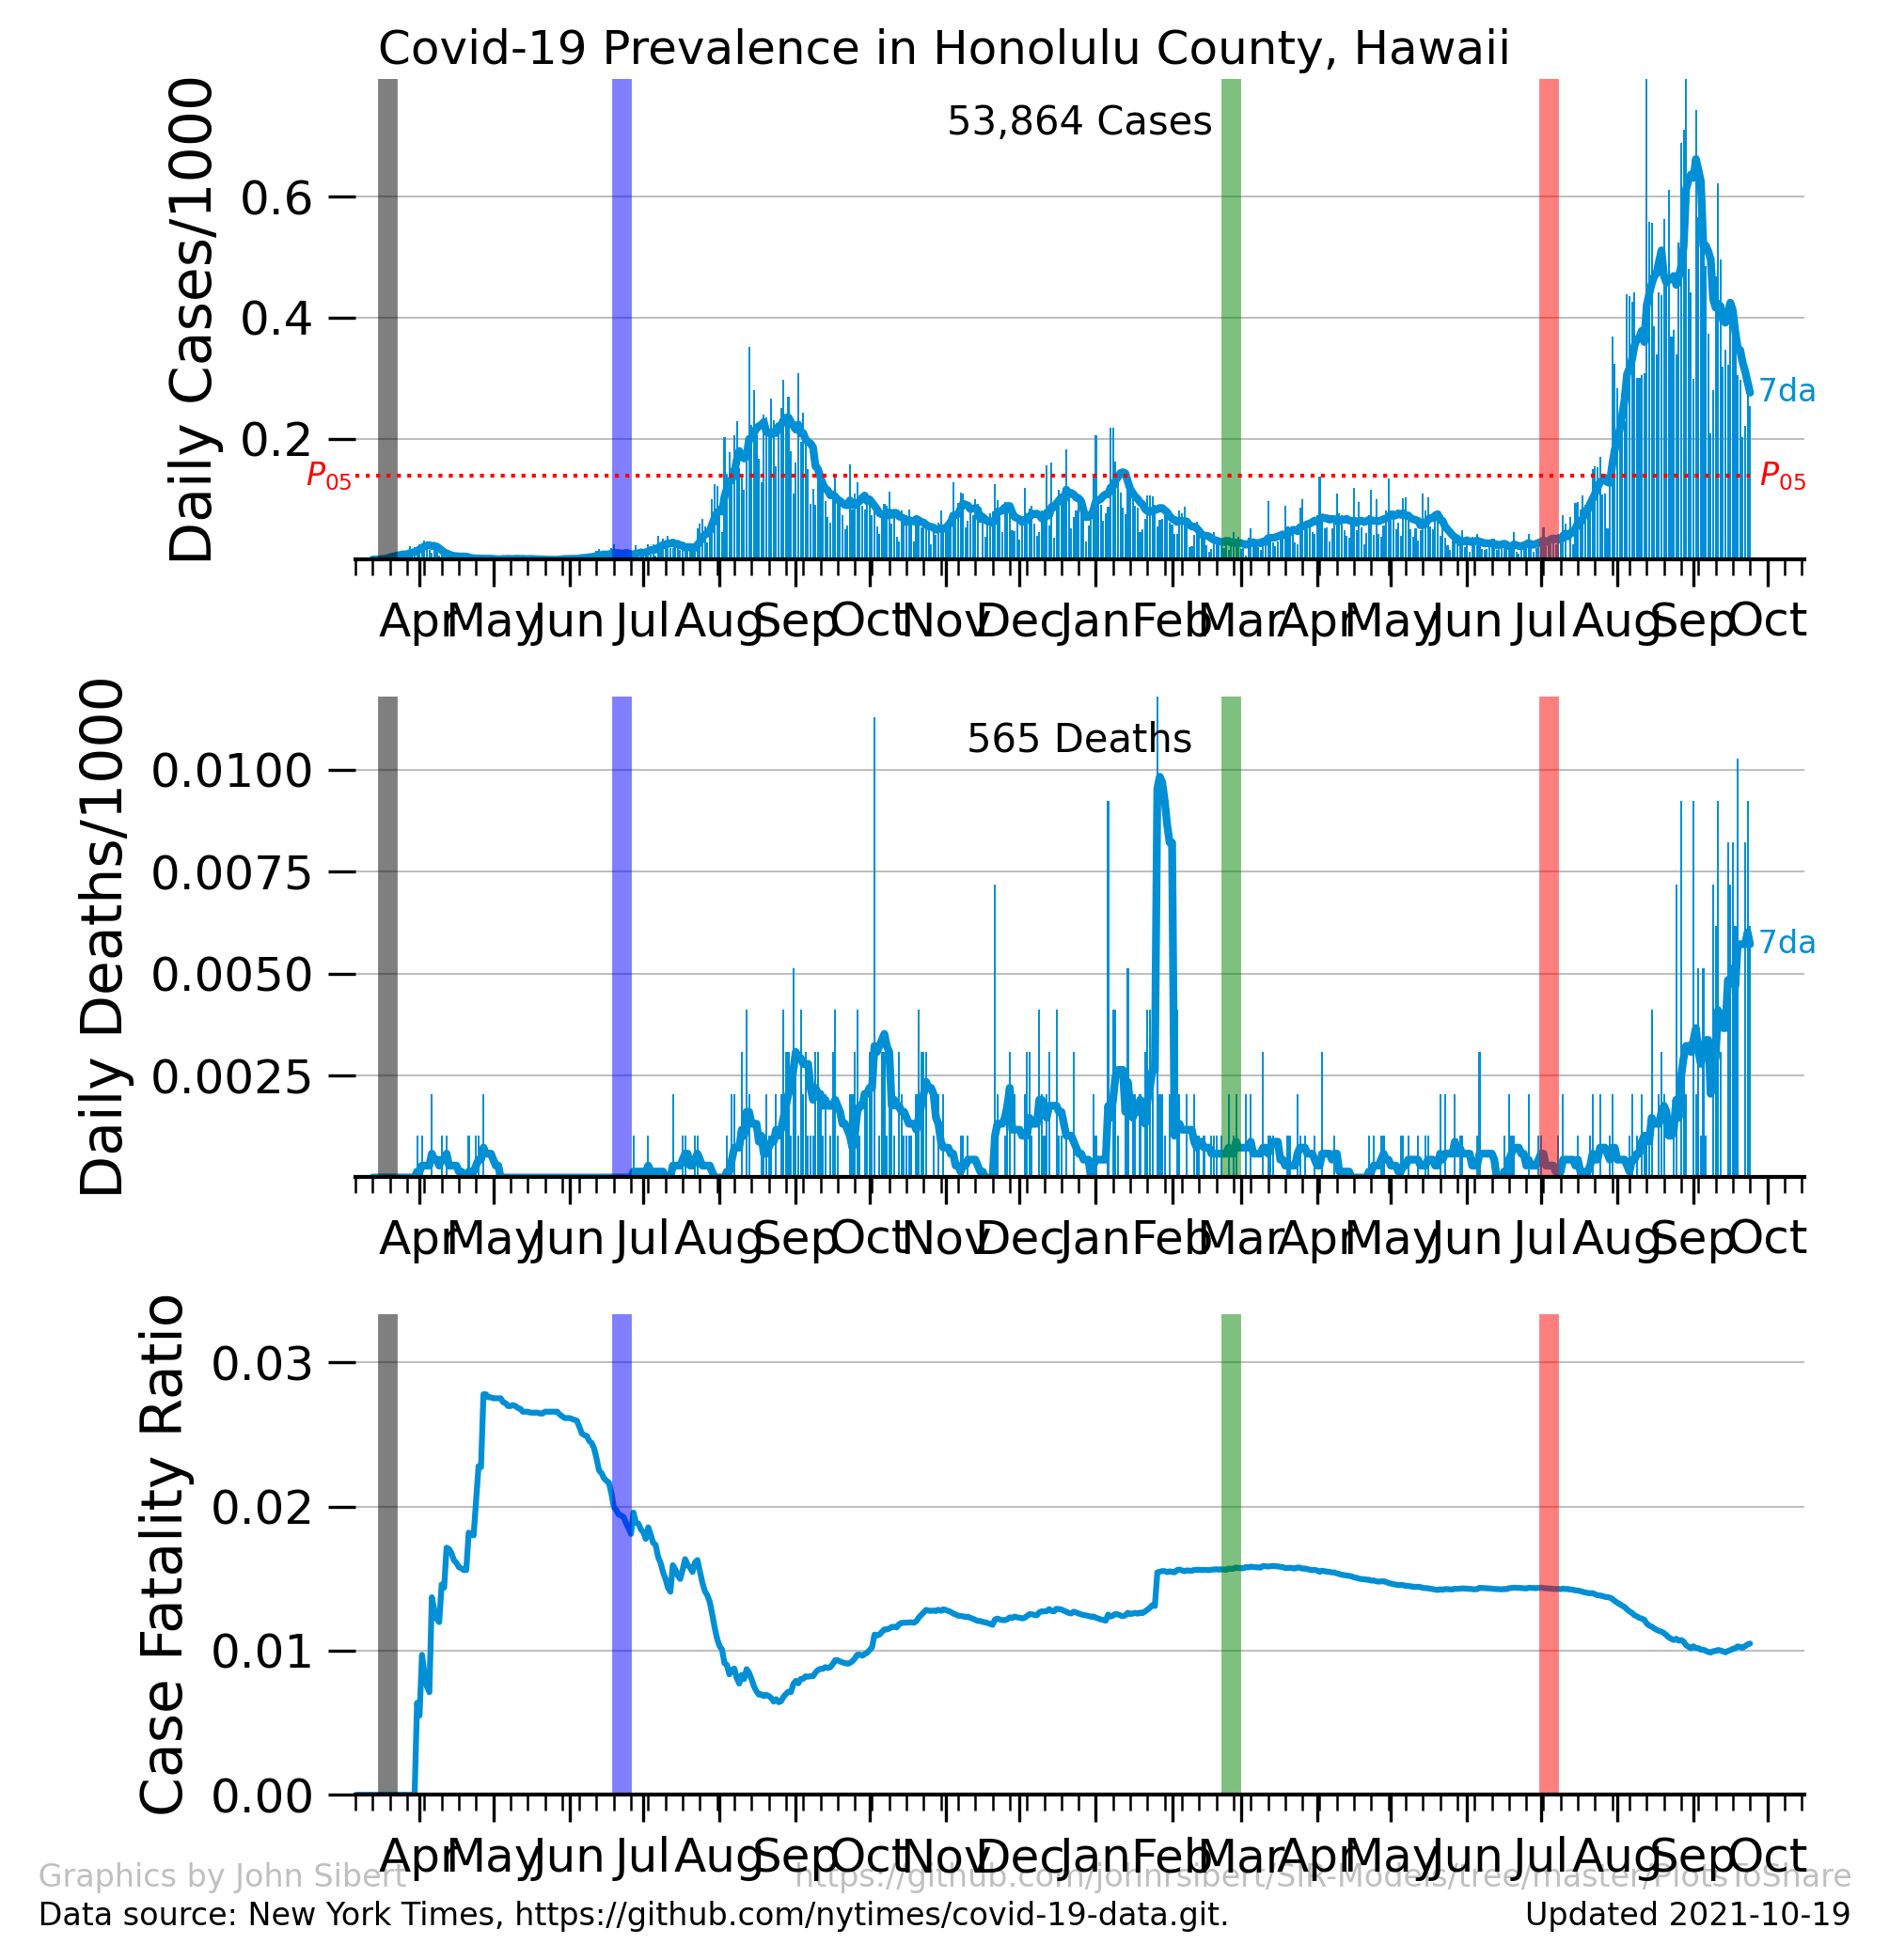 Covid-19 Prevalence in Honolulu County, Hawaii
53,864 Cases
Daily Cases/1000
0.6
0.4
0.2
P05
P05
7da
Apr May Jun Jul Aug Sep Oct Nov Dec Jan Feb Mar Apr May Jun Jul Aug Sep Oct
565 Deaths
Daily Deaths/1000
0.0100
0.0075
0.0050
0.0025
7da
Apr May Jun Jul Aug Sep Oct Nov Dec Jan Feb Mar Apr May Jun Jul Aug Sep Oct
Case Fatality Ratio
0.03
0.02
0.01
0.00
Apr May Jun Jul Aug Sep Oct Nov Dec Jan Feb Mar Apr May Jun Jul Aug Sep Oct
Graphics by John Sibert https://github.com/johnrsibert/SIR-Models/tree/master/PlotsToShare
Data source: New York Times, https://github.com/nytimes/covid-19-data.git. Updated 2021-10-19